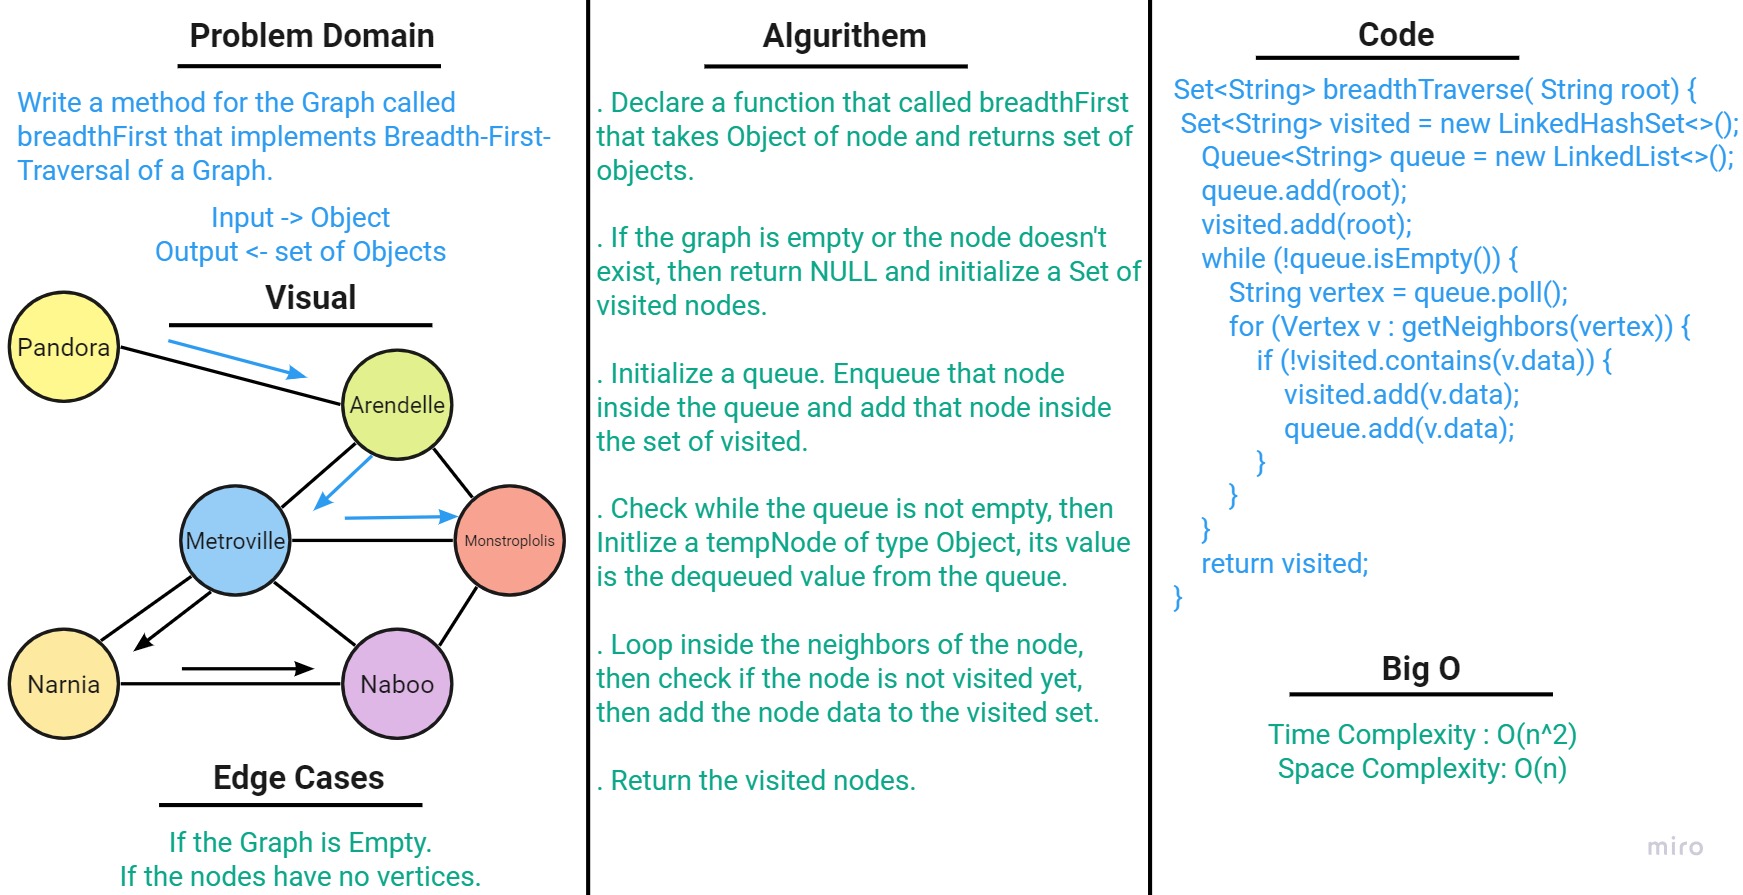 Problem Domain
Write a method for the Graph called
breadthFirst that implements Breadth-First-
Traversal of a Graph.
Input -> Object
Output <- set of Objects
Visual
Pandora
Arendelle
Metroville
Monstroplolis
Narnia
Naboo
Edge Cases
If the Graph is Empty.
If the nodes have no vertices.
Algurithem
. Declare a function that called breadthFirst
that takes Object of node and returns set of
objects.
. If the graph is empty or the node doesn't
exist, then return NULL and initialize a Set of
visited nodes.
. Initialize a queue. Enqueue that node
inside the queue and add that node inside
the set of visited.
. Check while the queue is not empty, then
Initlize a tempNode of type Object, its value
is the dequeued value from the queue.
. Loop inside the neighbors of the node,
then check if the node is not visited yet,
then add the node data to the visited set.
. Return the visited nodes.
Code
Set<String> breadthTraverse( String root) {
Set<String> visited = new LinkedHashSet<>();
Queue<String> queue = new LinkedList<>();
queue.add(root);
visited.add(root);
while (!queue.isEmpty()) {
String vertex = queue.poll();
for (Vertex v : getNeighbors(vertex)) {
if (!visited.contains(v.data)) {
visited.add(v.data);
queue.add(v.data);
}
}
}
return visited;
}
Big O
Time Complexity : O(n^2)
Space Complexity: O(n)
miro